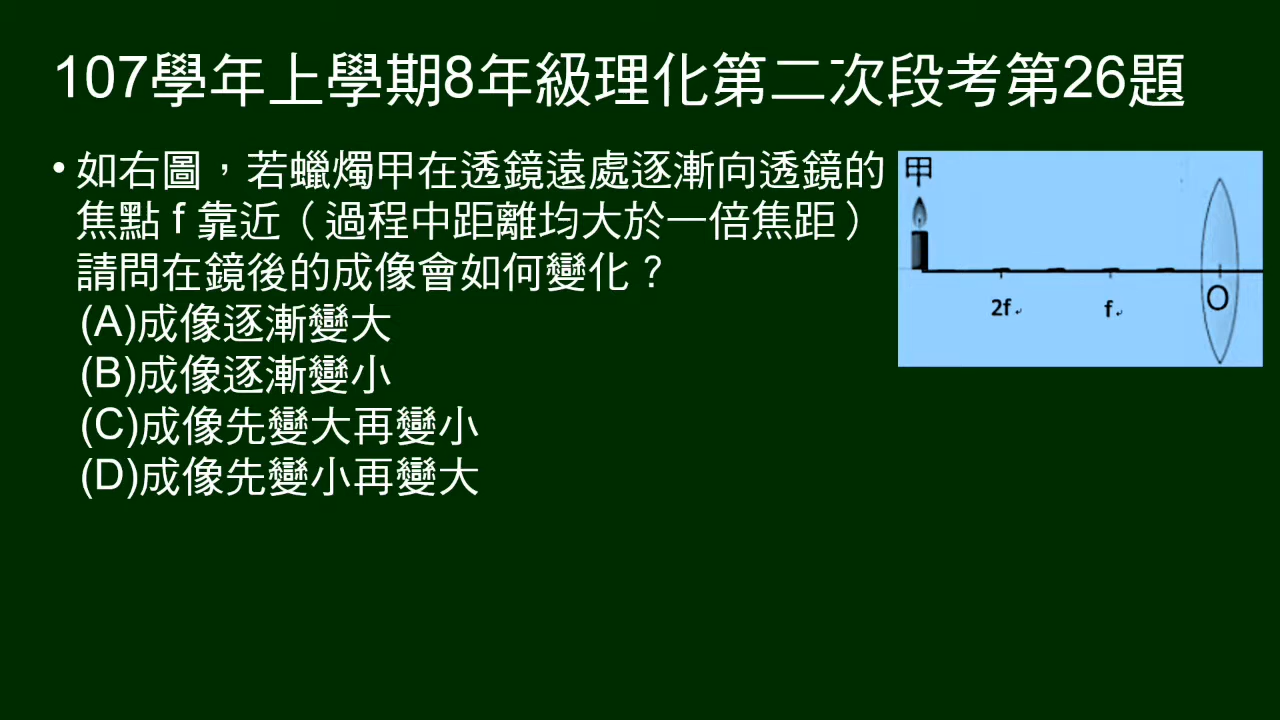 107學年上學期8年級理化第二次段考第26題
• 如右圖，若蠟燭甲在透鏡遠處逐漸向透鏡的
焦點 f 靠近（過程中距離均大於一倍焦距）
請問在鏡後的成像會如何變化？
(A)成像逐漸變大
(B)成像逐漸變小
(C)成像先變大再變小
(D)成像先變小再變大
甲
2f
f
O